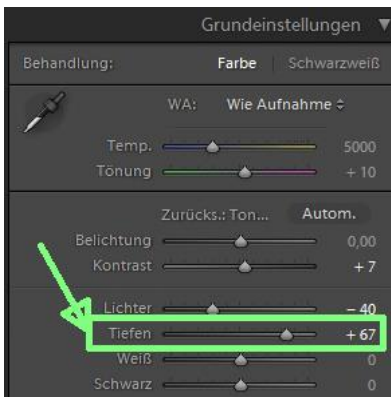 Grundeinstellungen
Behandlung: Farbe Schwarzweiß
WA: Wie Aufnahme
Temp. 5000
Tönung + 10
Zurücks.: Ton... Autom.
Belichtung 0,00
Kontrast + 7
Lichter − 40
Tiefen + 67
Weiß 0
Schwarz 0